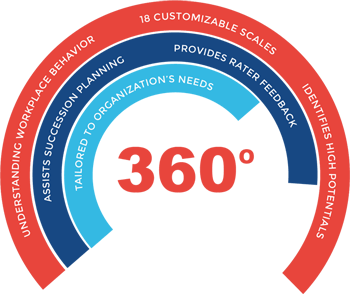 UNDERSTANDING WORKPLACE BEHAVIOR
18 CUSTOMIZABLE SCALES
IDENTIFIES HIGH POTENTIALS
ASSISTS SUCCESSION PLANNING
PROVIDES RATER FEEDBACK
TAILORED TO ORGANIZATION'S NEEDS
360°